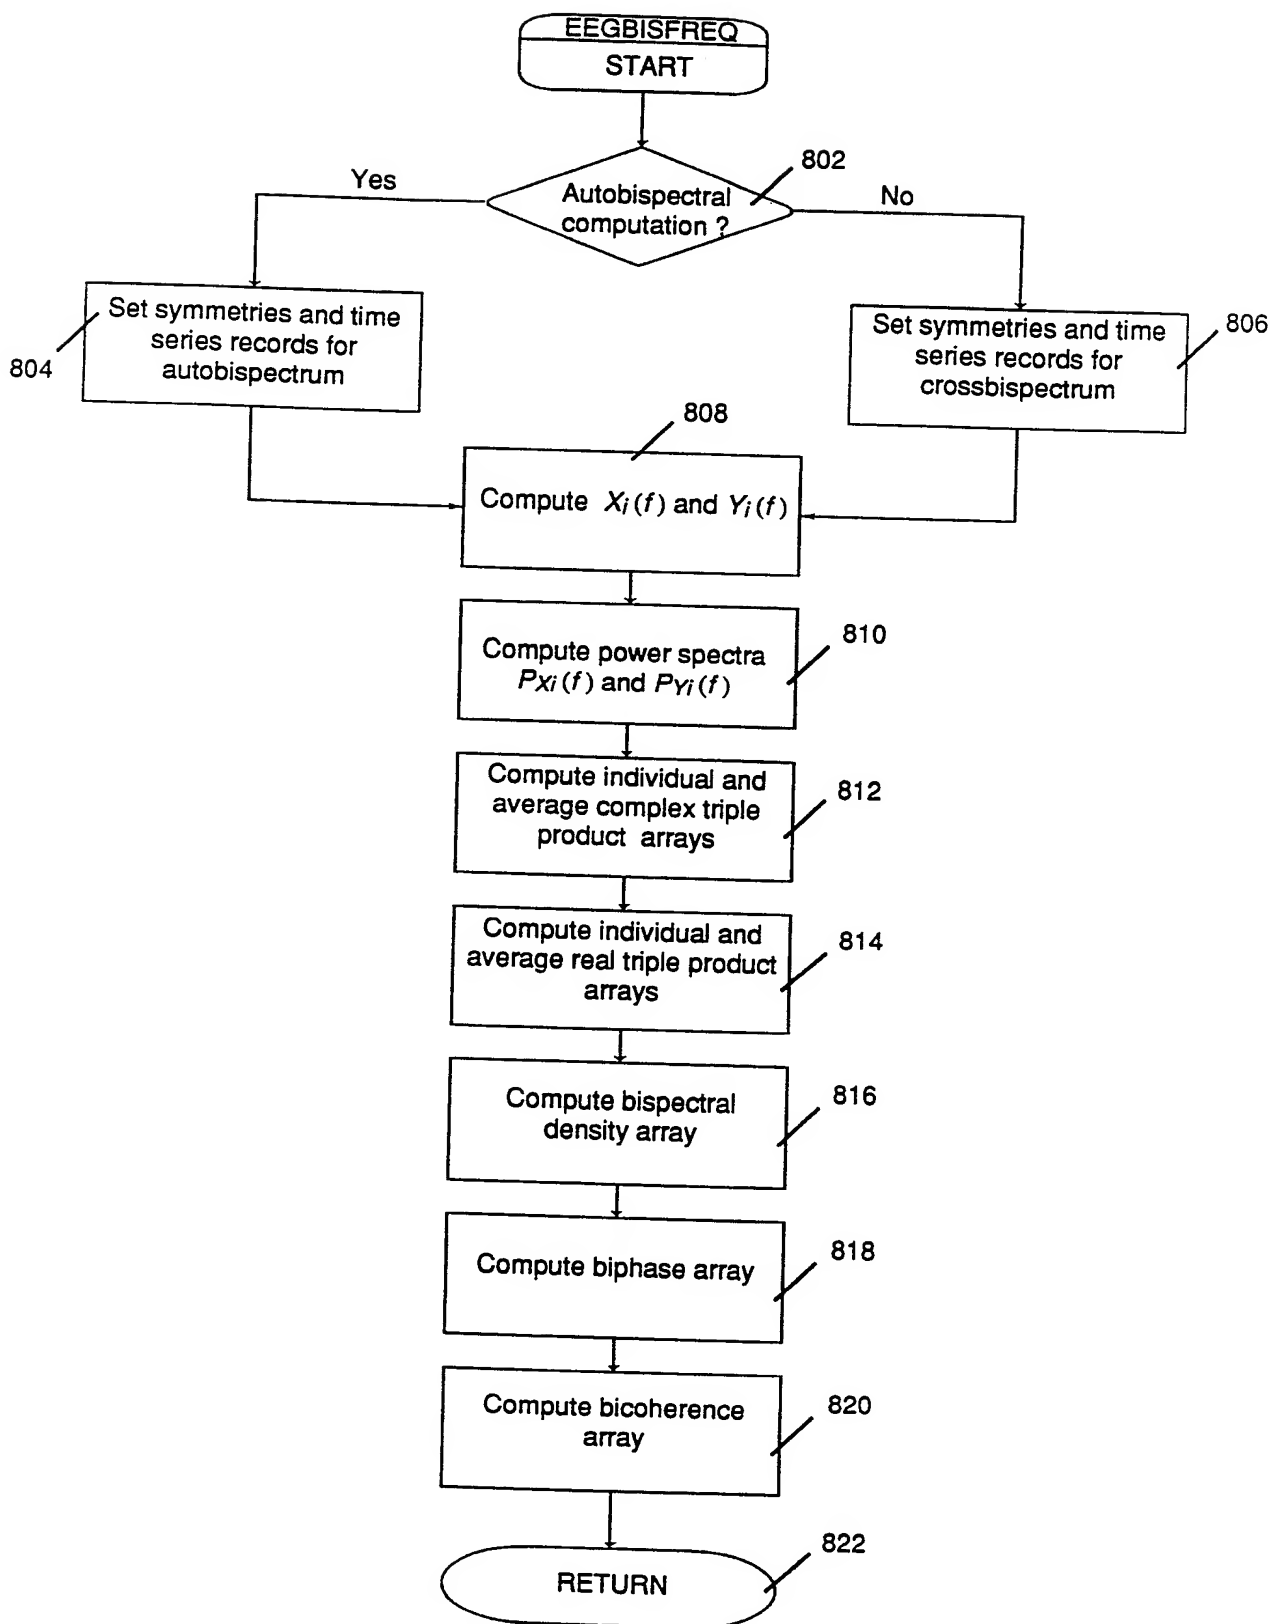 EEGBISFREQ
START
802
Autobispectral
computation ?
Yes
No
Set symmetries and time
series records for
autobispectrum
804
Set symmetries and time
series records for
crossbispectrum
806
808
Compute Xi(f) and Yi(f)
Compute power spectra
PXi(f) and PYi(f)
810
Compute individual and
average complex triple
product arrays
812
Compute individual and
average real triple product
arrays
814
Compute bispectral
density array
816
Compute biphase array
818
Compute bicoherence
array
820
RETURN
822